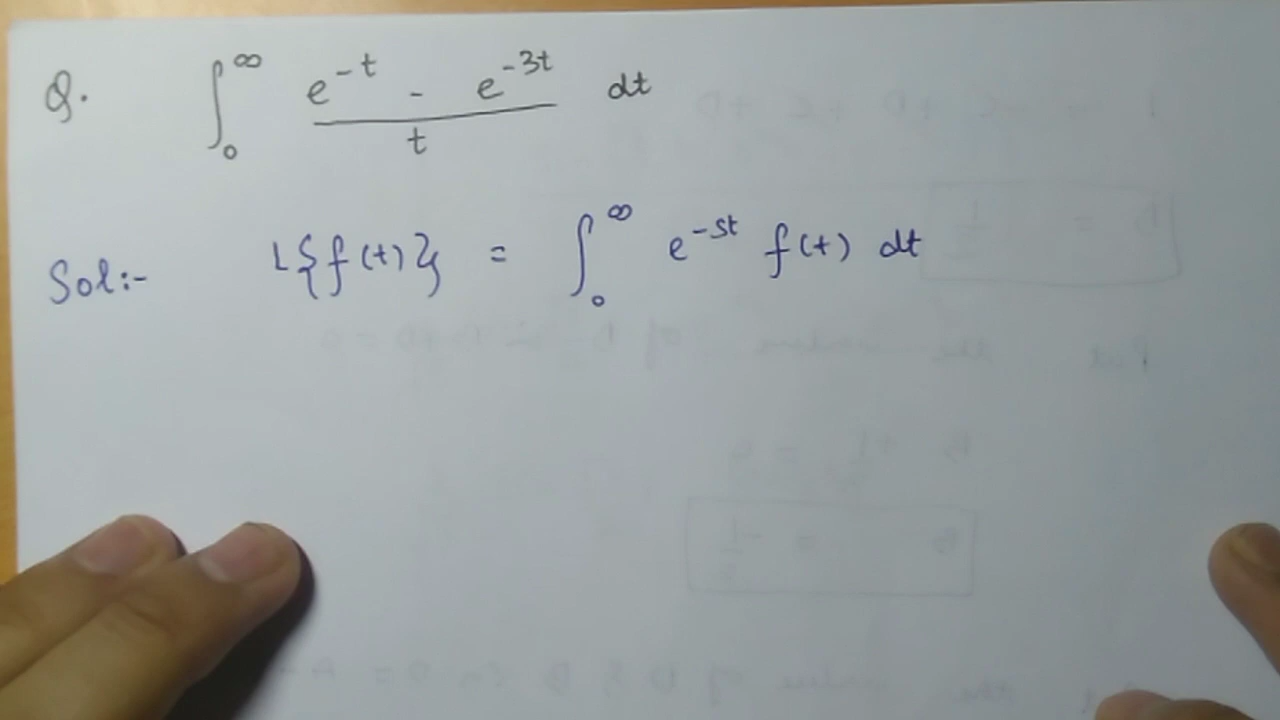 Q. ∫₀^∞ (e^{-t} - e^{-3t})/t dt
Sol:- L{f(t)} = ∫₀^∞ e^{-st} f(t) dt